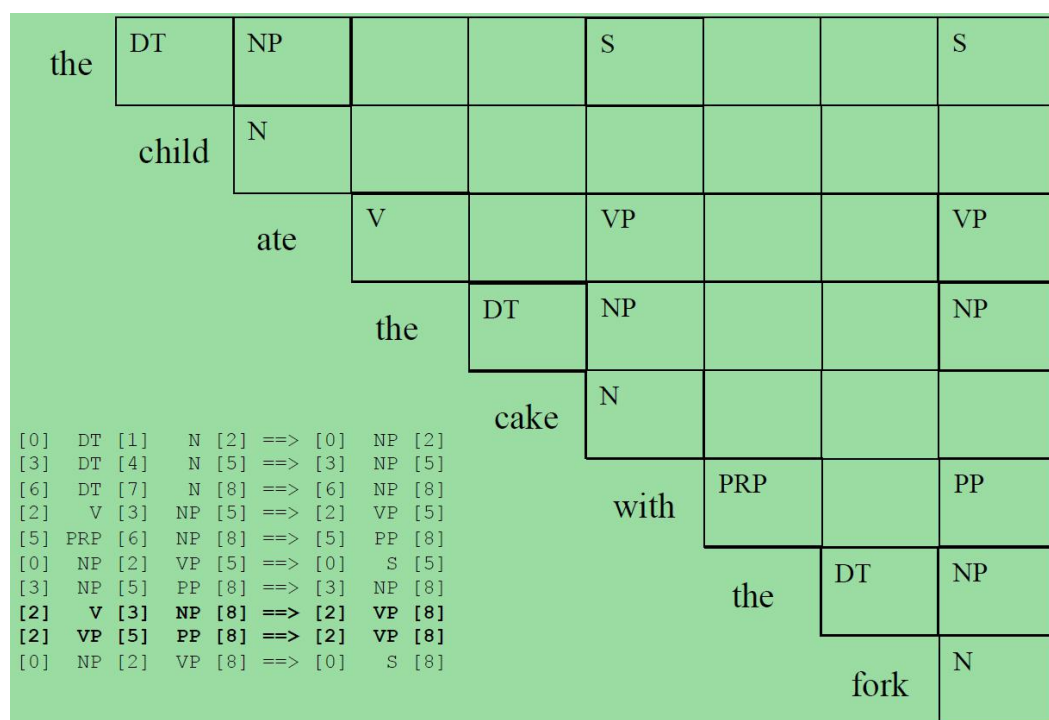 DT NP S S
the
N
child
V VP VP
ate
DT NP NP
the
N
cake
[0] DT [1] N [2] ==> [0] NP [2]
[3] DT [4] N [5] ==> [3] NP [5]
[6] DT [7] N [8] ==> [6] NP [8]
[2] V [3] NP [5] ==> [2] VP [5]
[5] PRP [6] NP [8] ==> [5] PP [8]
[0] NP [2] VP [5] ==> [0] S [5]
[3] NP [5] PP [8] ==> [3] NP [8]
[2] V [3] NP [8] ==> [2] VP [8]
[2] VP [5] PP [8] ==> [2] VP [8]
[0] NP [2] VP [8] ==> [0] S [8]
PRP PP
with
DT NP
the
N
fork